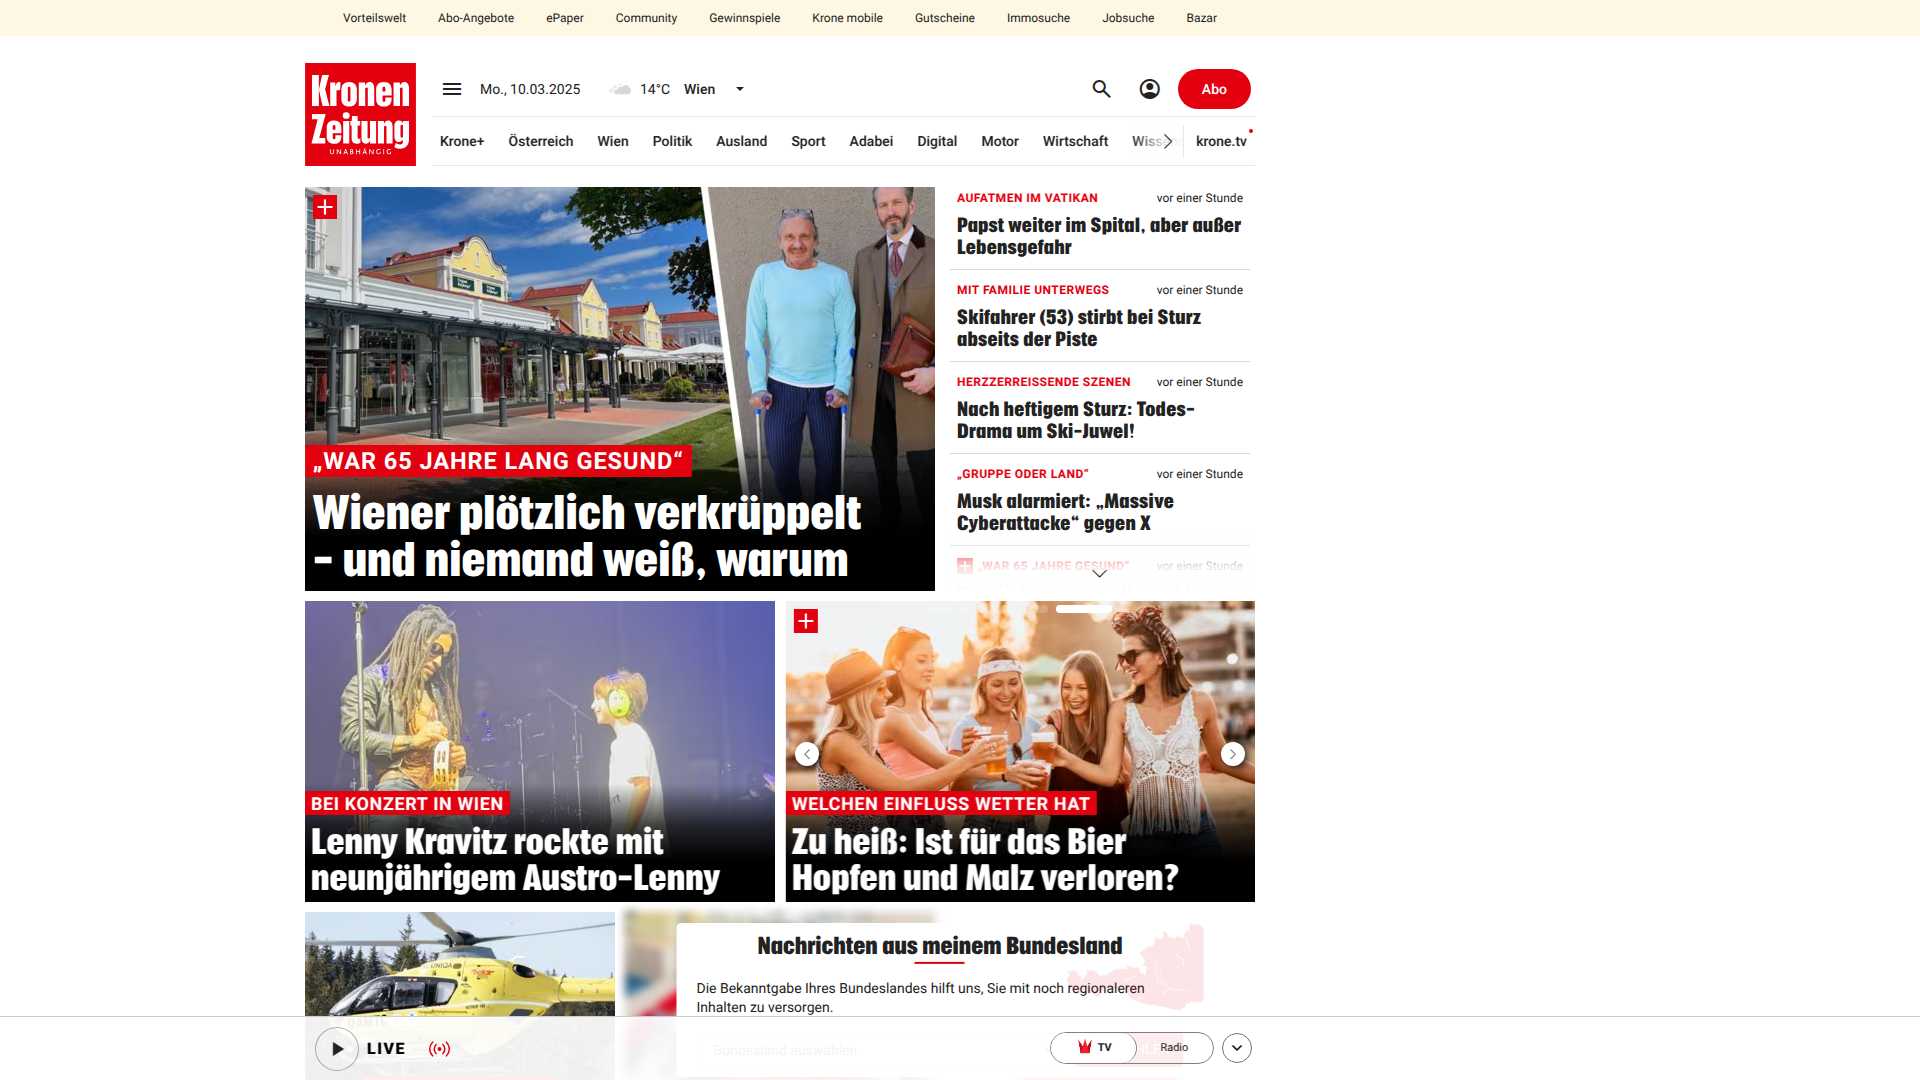 Vorteilswelt Abo-Angebote ePaper Community Gewinnspiele Krone mobile Gutscheine Immosuche Jobsuche Bazar
Kronen
Zeitung
UNABHÄNGIG
Mo., 10.03.2025 14°C Wien
Abo
Krone+ Österreich Wien Politik Ausland Sport Adabei Digital Motor Wirtschaft krone.tv
„WAR 65 JAHRE LANG GESUND“
Wiener plötzlich verkrüppelt
– und niemand weiß, warum
AUFATMEN IM VATIKAN vor einer Stunde
Papst weiter im Spital, aber außer
Lebensgefahr
MIT FAMILIE UNTERWEGS vor einer Stunde
Skifahrer (53) stirbt bei Sturz
abseits der Piste
HERZZERREISSENDE SZENEN vor einer Stunde
Nach heftigem Sturz: Todes-
Drama um Ski-Juwel!
„GRUPPE ODER LAND“ vor einer Stunde
Musk alarmiert: „Massive
Cyberattacke“ gegen X
„WAR 65 JAHRE GESUND“ vor einer Stunde
BEI KONZERT IN WIEN
Lenny Kravitz rockte mit
neunjährigem Austro-Lenny
WELCHEN EINFLUSS WETTER HAT
Zu heiß: Ist für das Bier
Hopfen und Malz verloren?
Nachrichten aus meinem Bundesland
Die Bekanntgabe Ihres Bundeslandes hilft uns, Sie mit noch regionaleren
Inhalten zu versorgen.
Bundesland auswählen
LIVE
TV Radio